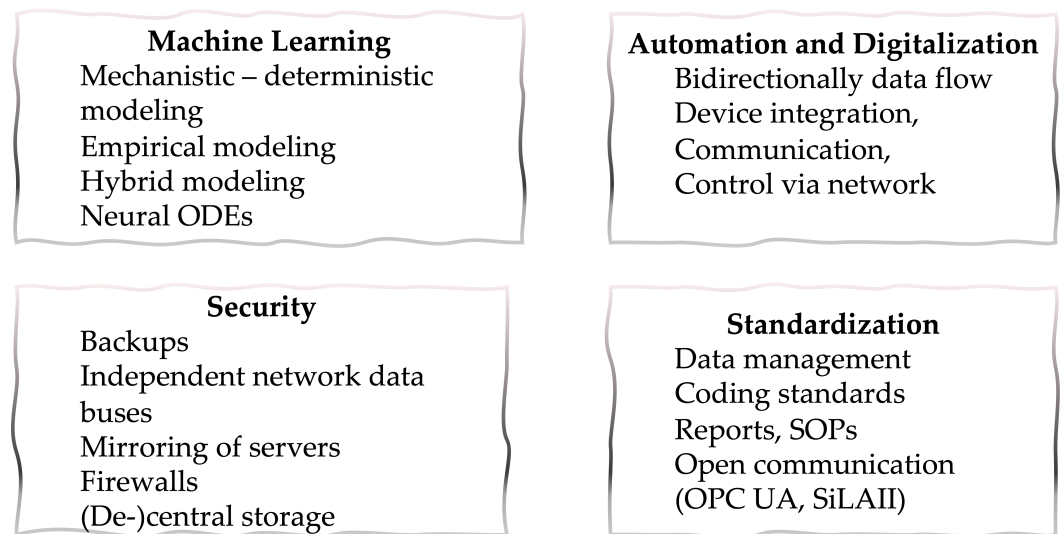 Machine Learning
Mechanistic – deterministic
modeling
Empirical modeling
Hybrid modeling
Neural ODEs
Automation and Digitalization
Bidirectionally data flow
Device integration,
Communication,
Control via network
Security
Backups
Independent network data
buses
Mirroring of servers
Firewalls
(De-)central storage
Standardization
Data management
Coding standards
Reports, SOPs
Open communication
(OPC UA, SiLAII)